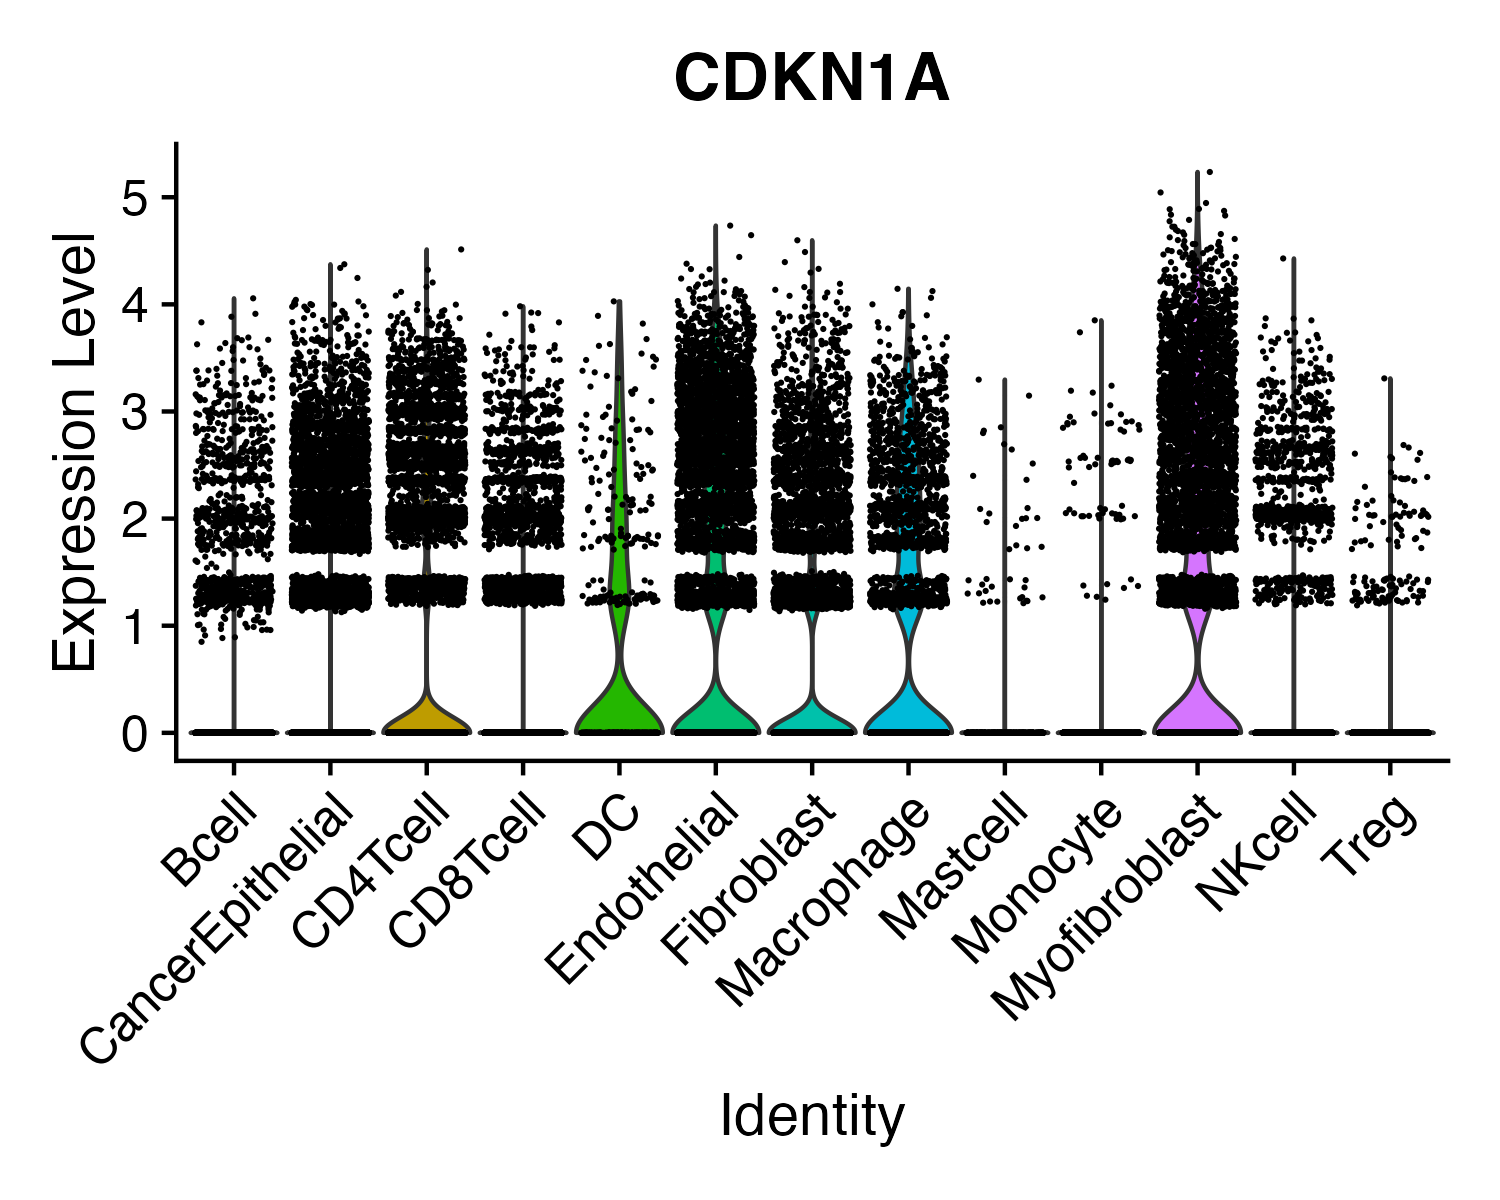 CDKN1A
Expression Level
5
4
3
2
1
0
Bcell
CancerEpithelial
CD4Tcell
CD8Tcell
DC
Endothelial
Fibroblast
Macrophage
Mastcell
Monocyte
Myofibroblast
NKcell
Treg
Identity